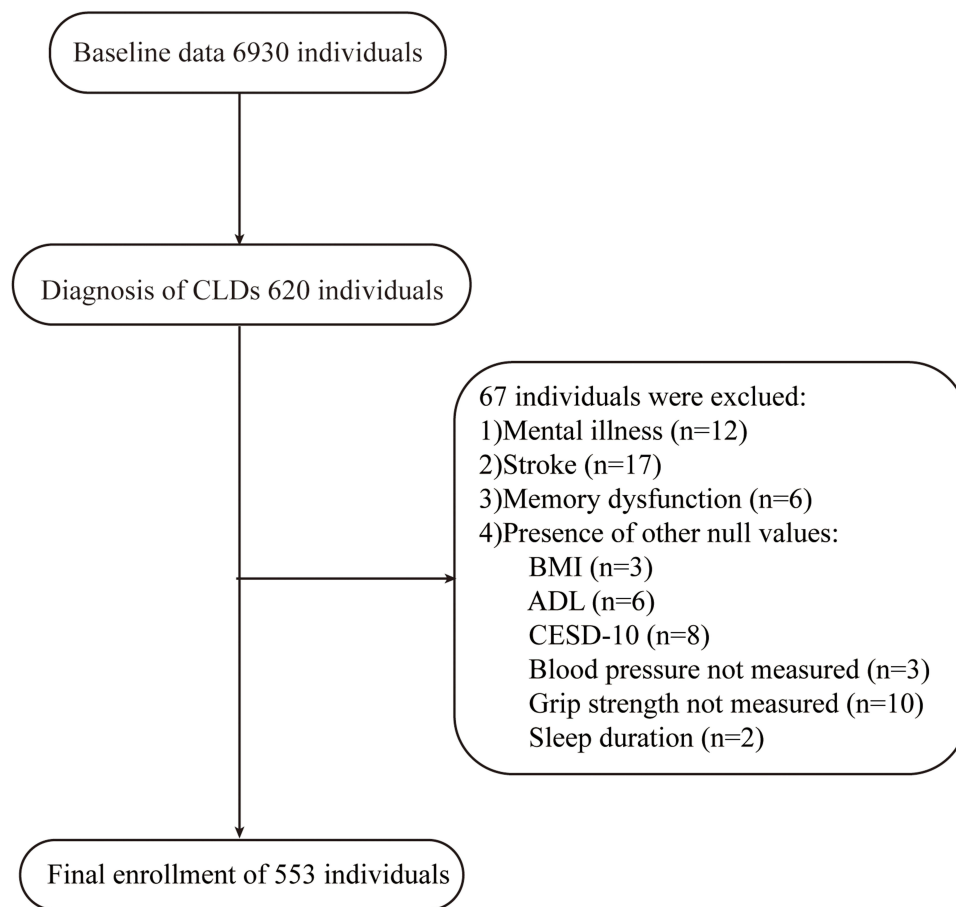 Baseline data 6930 individuals
Diagnosis of CLDs 620 individuals
67 individuals were exclued:
1)Mental illness (n=12)
2)Stroke (n=17)
3)Memory dysfunction (n=6)
4)Presence of other null values:
BMI (n=3)
ADL (n=6)
CESD-10 (n=8)
Blood pressure not measured (n=3)
Grip strength not measured (n=10)
Sleep duration (n=2)
Final enrollment of 553 individuals